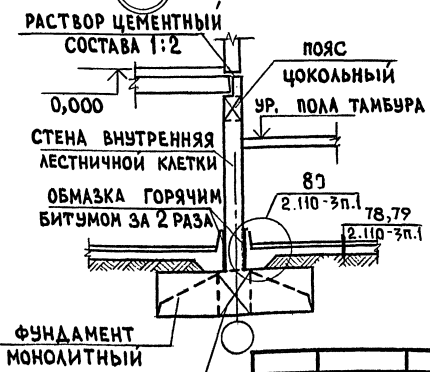 РАСТВОР ЦЕМЕНТНЫЙ
СОСТАВА 1:2
ПОЯС
ЦОКОЛЬНЫЙ
0,000
УР. ПОЛА ТАМБУРА
СТЕНА ВНУТРЕННЯЯ
ЛЕСТНИЧНОЙ КЛЕТКИ
ОБМАЗКА ГОРЯЧИМ
БИТУМОМ ЗА 2 РАЗА
2.110-3п.1
78,79
2.110-3п.1
ФУНДАМЕНТ
МОНОЛИТНЫЙ